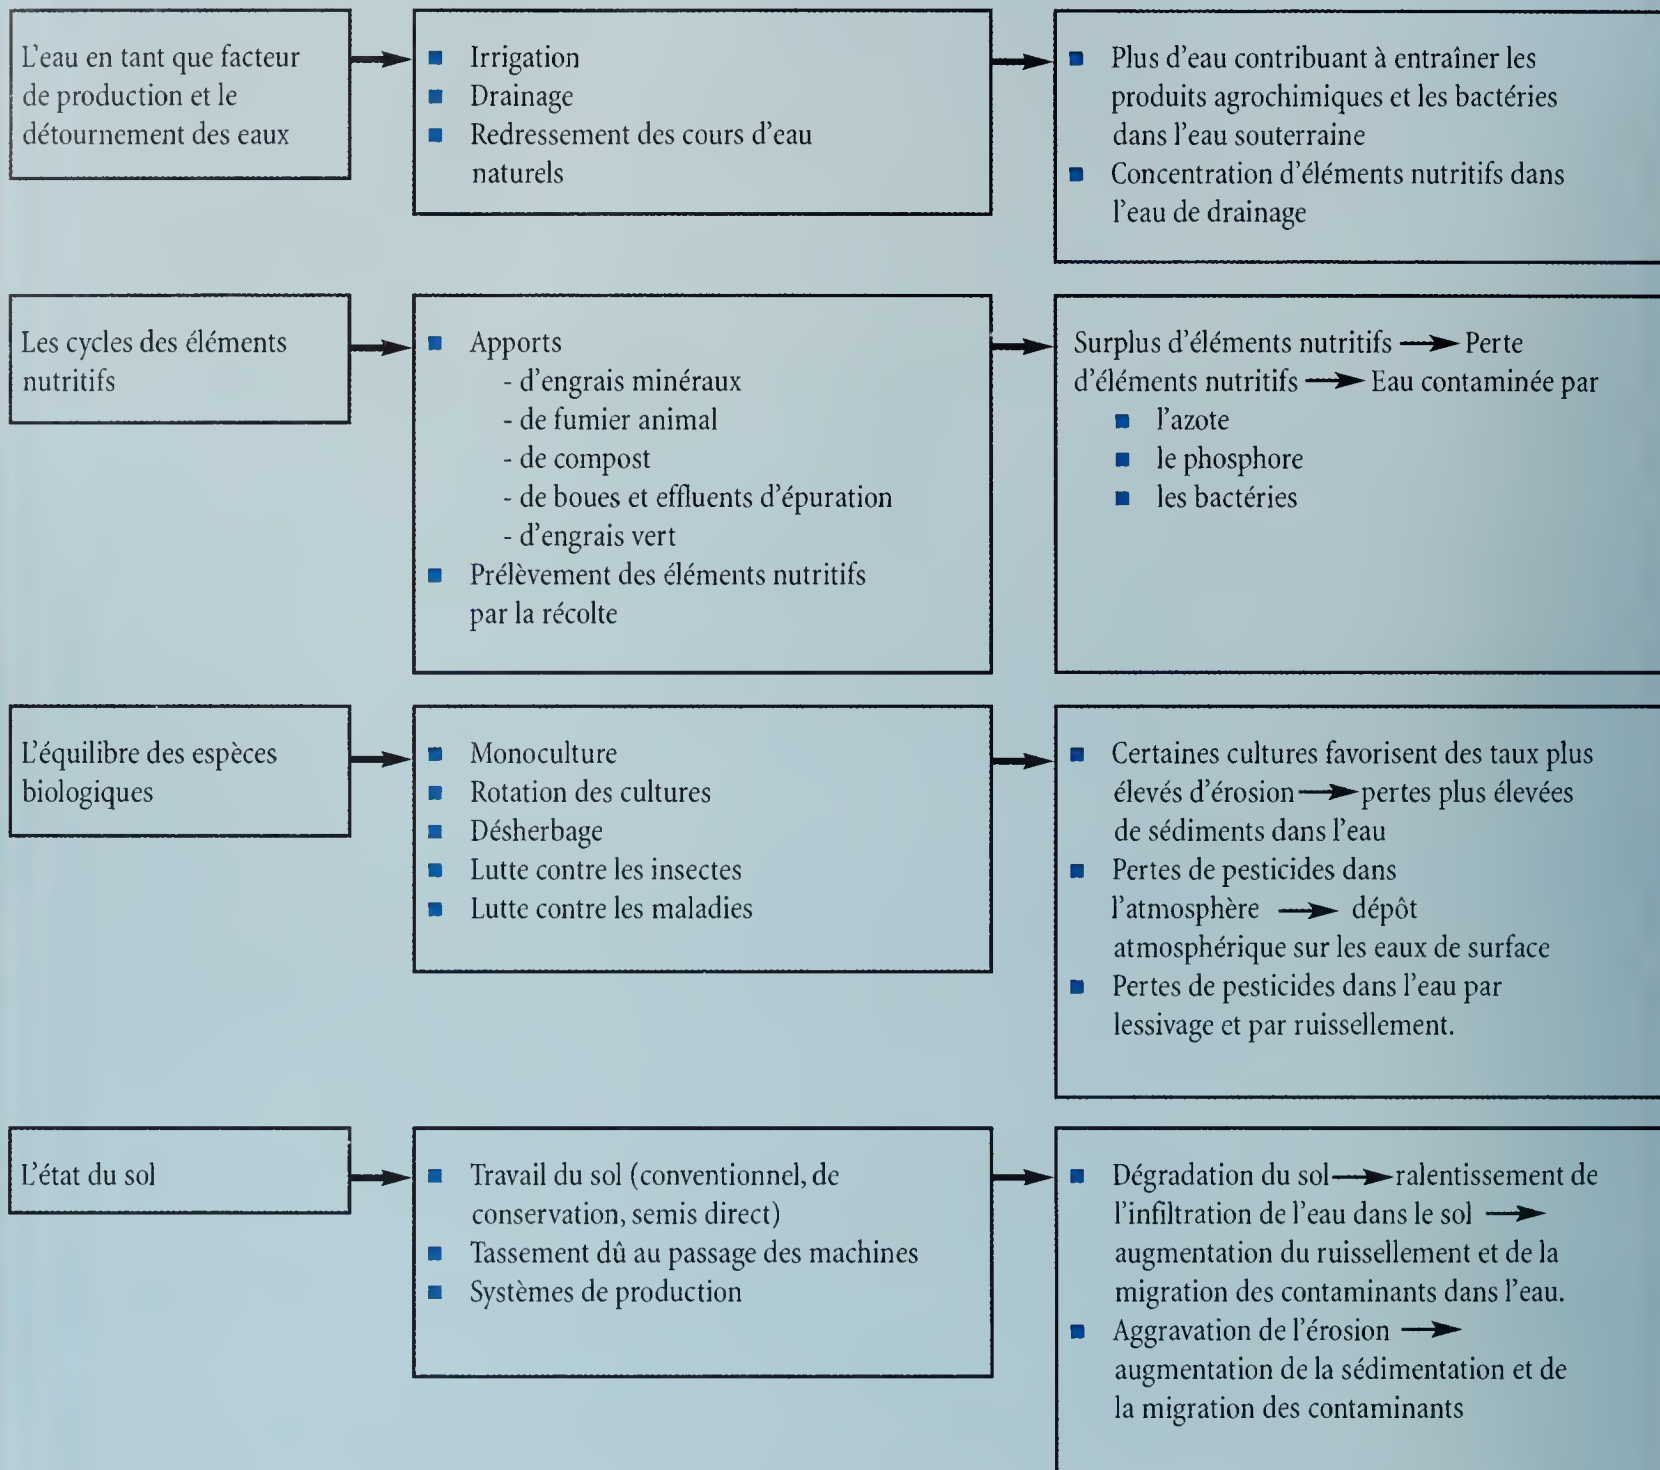 L'eau en tant que facteur
de production et le
détournement des eaux
■ Irrigation
■ Drainage
■ Redressement des cours d'eau
naturels
■ Plus d'eau contribuant à entraîner les
produits agrochimiques et les bactéries
dans l'eau souterraine
■ Concentration d'éléments nutritifs dans
l'eau de drainage
Les cycles des éléments
nutritifs
■ Apports
- d'engrais minéraux
- de fumier animal
- de compost
- de boues et effluents d'épuration
- d'engrais vert
■ Prélèvement des éléments nutritifs
par la récolte
Surplus d'éléments nutritifs → Perte
d'éléments nutritifs → Eau contaminée par
■ l'azote
■ le phosphore
■ les bactéries
L'équilibre des espèces
biologiques
■ Monoculture
■ Rotation des cultures
■ Désherbage
■ Lutte contre les insectes
■ Lutte contre les maladies
■ Certaines cultures favorisent des taux plus
élevés d'érosion → pertes plus élevées
de sédiments dans l'eau
■ Pertes de pesticides dans
l'atmosphère → dépôt
atmosphérique sur les eaux de surface
■ Pertes de pesticides dans l'eau par
lessivage et par ruissellement.
L'état du sol
■ Travail du sol (conventionnel, de
conservation, semis direct)
■ Tassement dû au passage des machines
■ Systèmes de production
■ Dégradation du sol → ralentissement de
l'infiltration de l'eau dans le sol →
augmentation du ruissellement et de la
migration des contaminants dans l'eau.
■ Aggravation de l'érosion →
augmentation de la sédimentation et de
la migration des contaminants